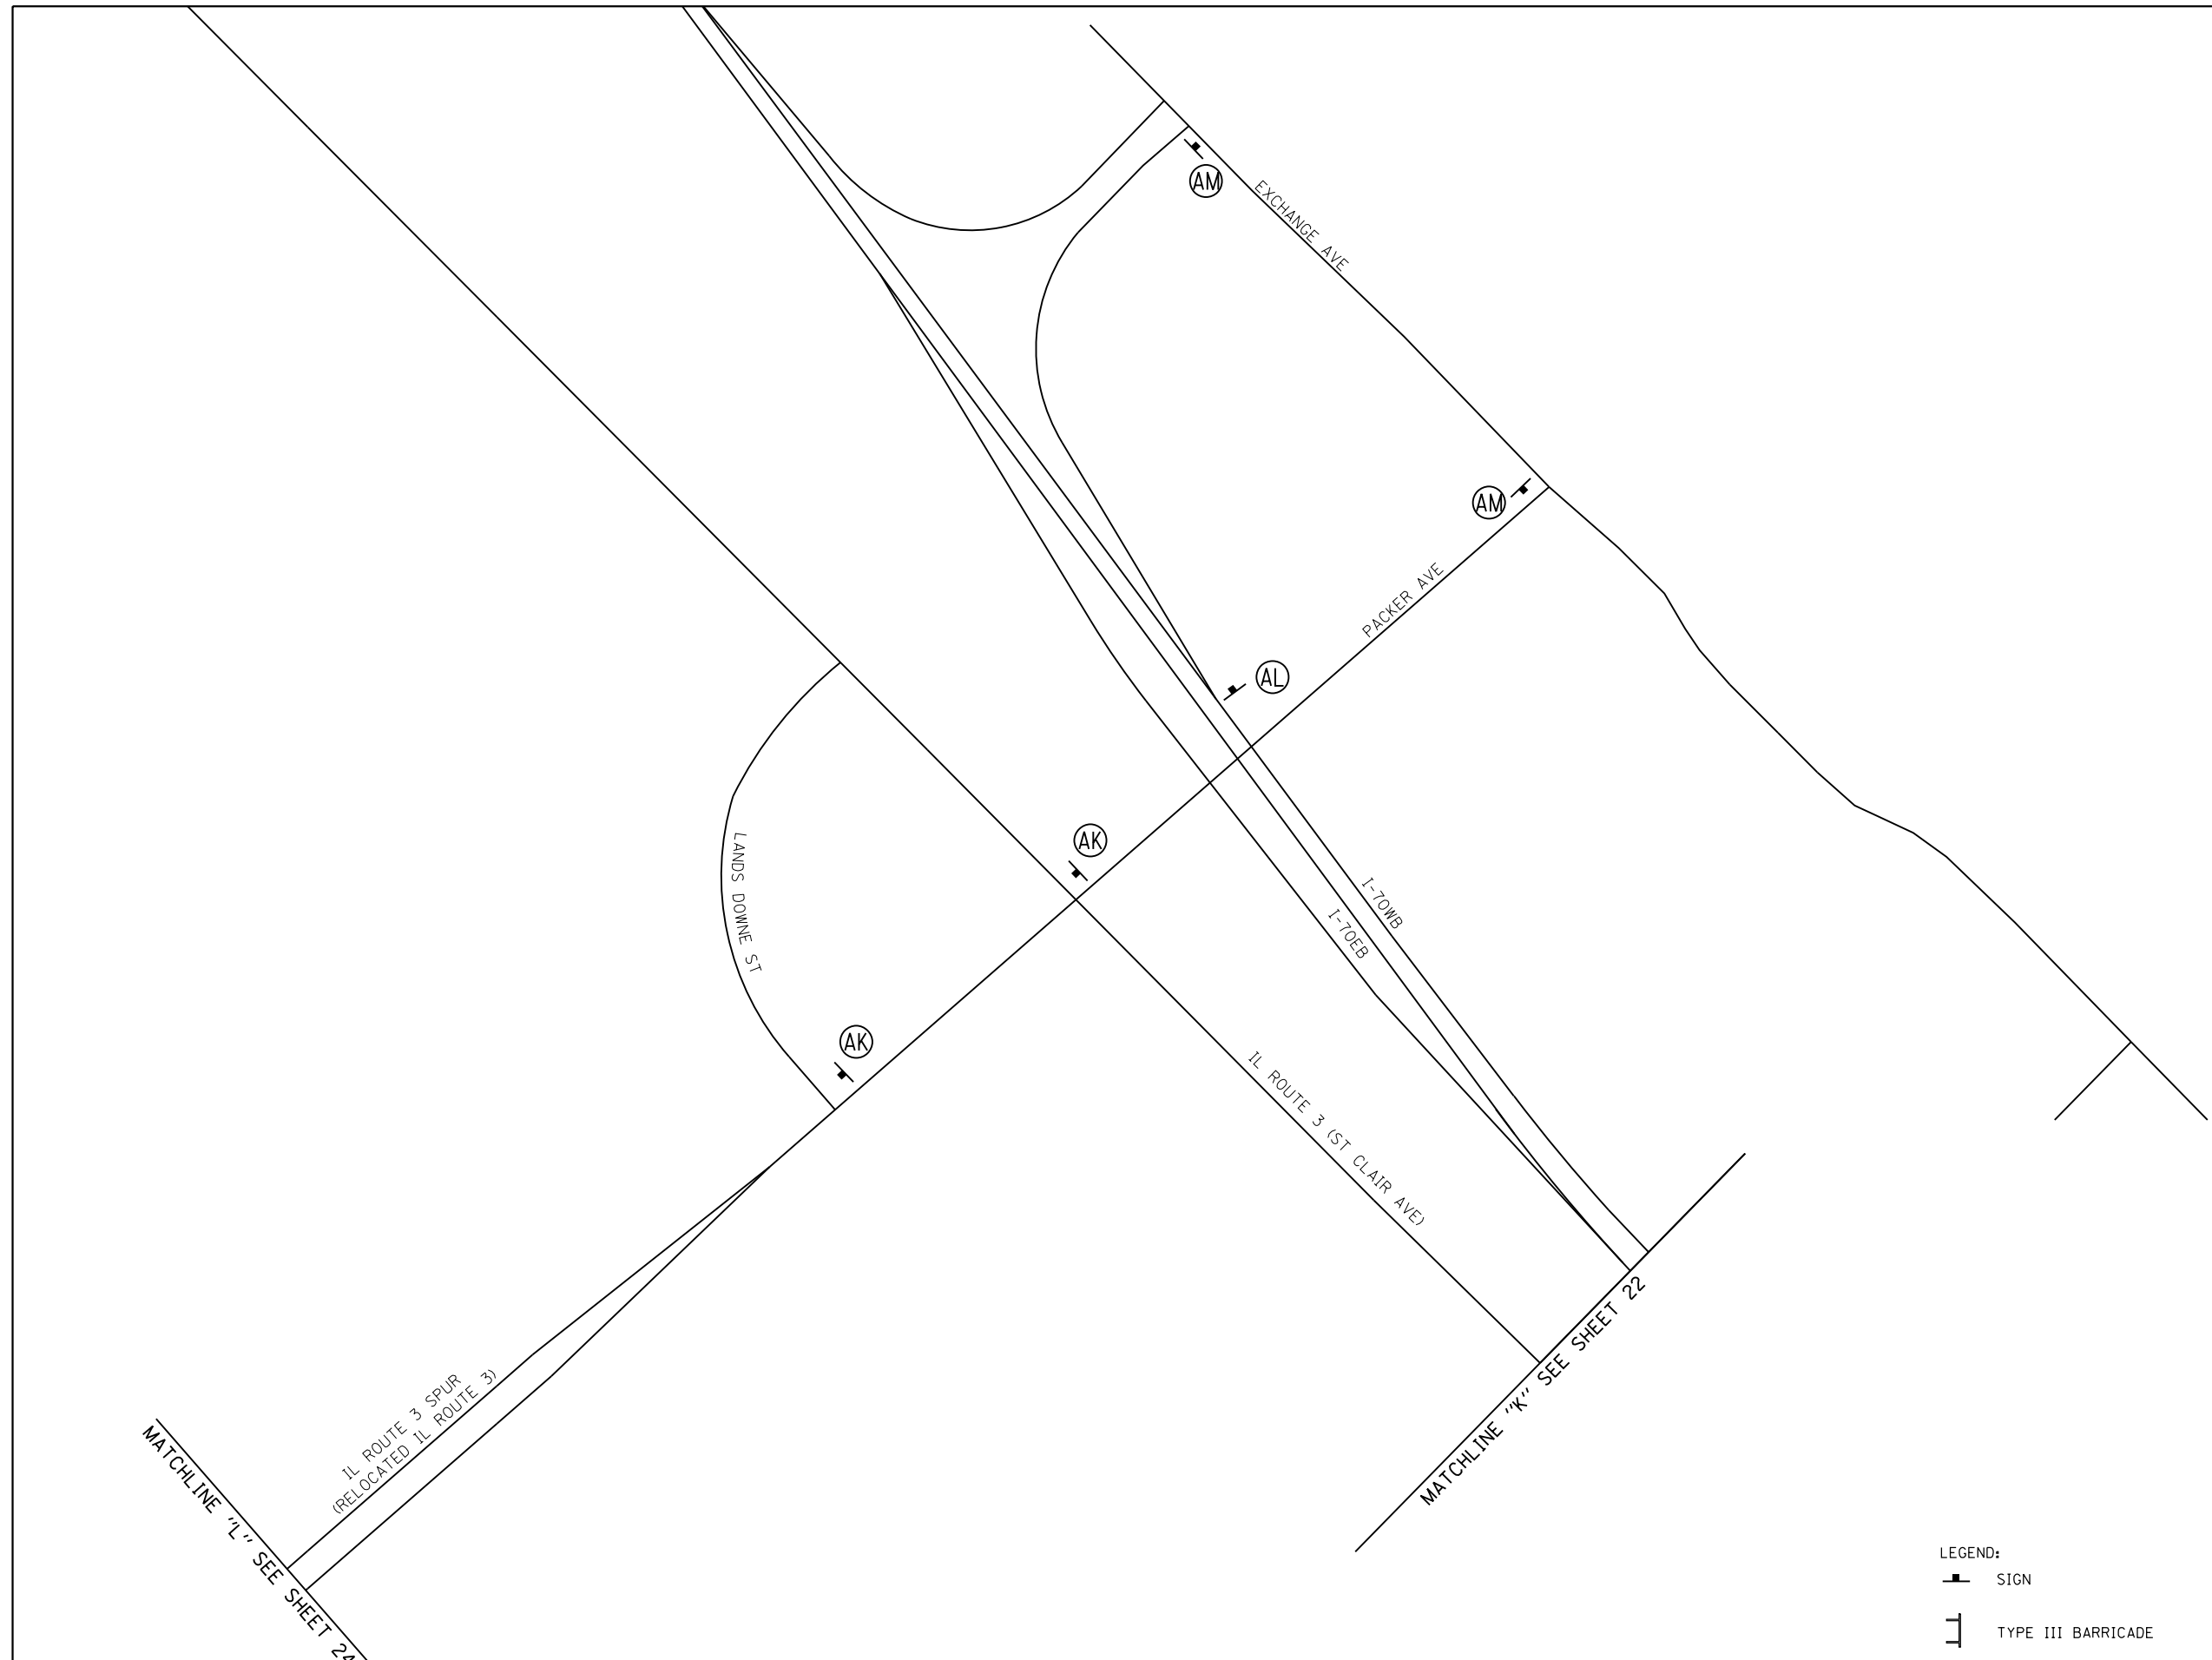 AM
EXCHANGE AVE
AM
PACKER AVE
AL
AK
LANDS DOWNE ST
I-70WB
I-70EB
AK
IL ROUTE 3 (ST CLAIR AVE)
MATCHLINE "K" SEE SHEET 22
IL ROUTE 3 SPUR
(RELOCATED IL ROUTE 3)
MATCHLINE "L" SEE SHEET 24
LEGEND:
SIGN
TYPE III BARRICADE